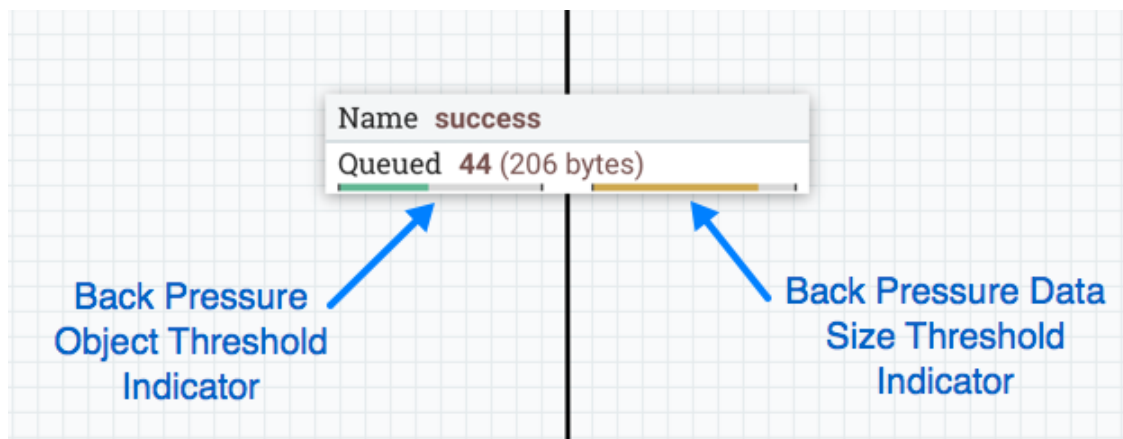 Name success
Queued 44 (206 bytes)
Back Pressure
Object Threshold
Indicator
Back Pressure Data
Size Threshold
Indicator